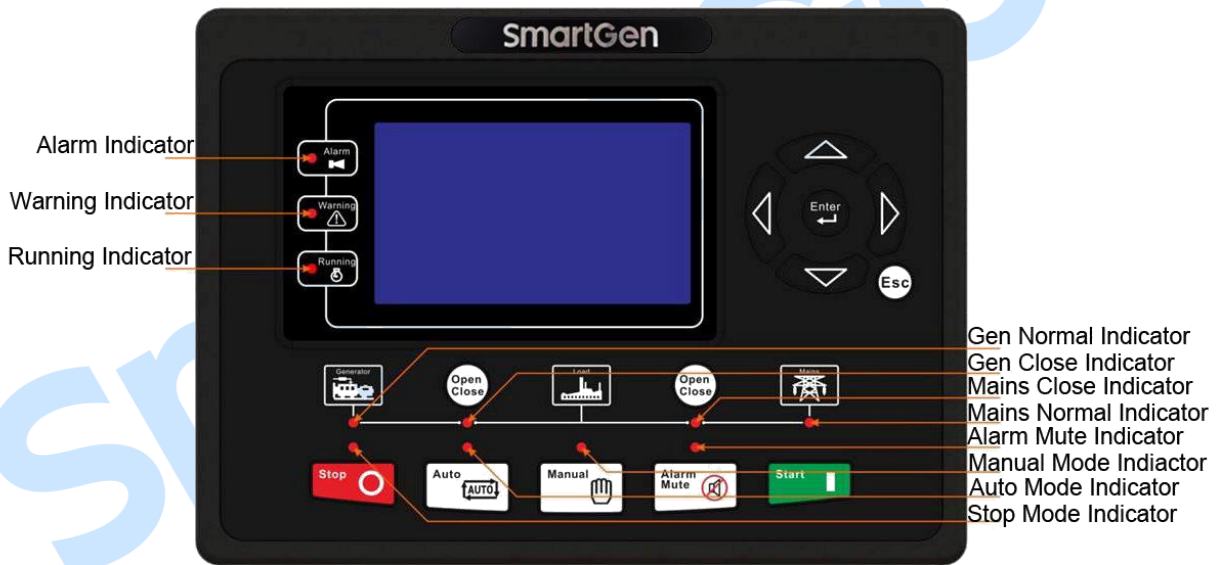 SmartGen
Alarm Indicator
Alarm
Warning Indicator
Warning
Running Indicator
Running
Enter
Esc
Gen Normal Indicator
Gen Close Indicator
Mains Close Indicator
Mains Normal Indicator
Alarm Mute Indicator
Manual Mode Indiactor
Auto Mode Indicator
Stop Mode Indicator
Generator
Open
Close
Load
Open
Close
Mains
Stop
Auto
AUTO
Manual
Alarm
Mute
Start